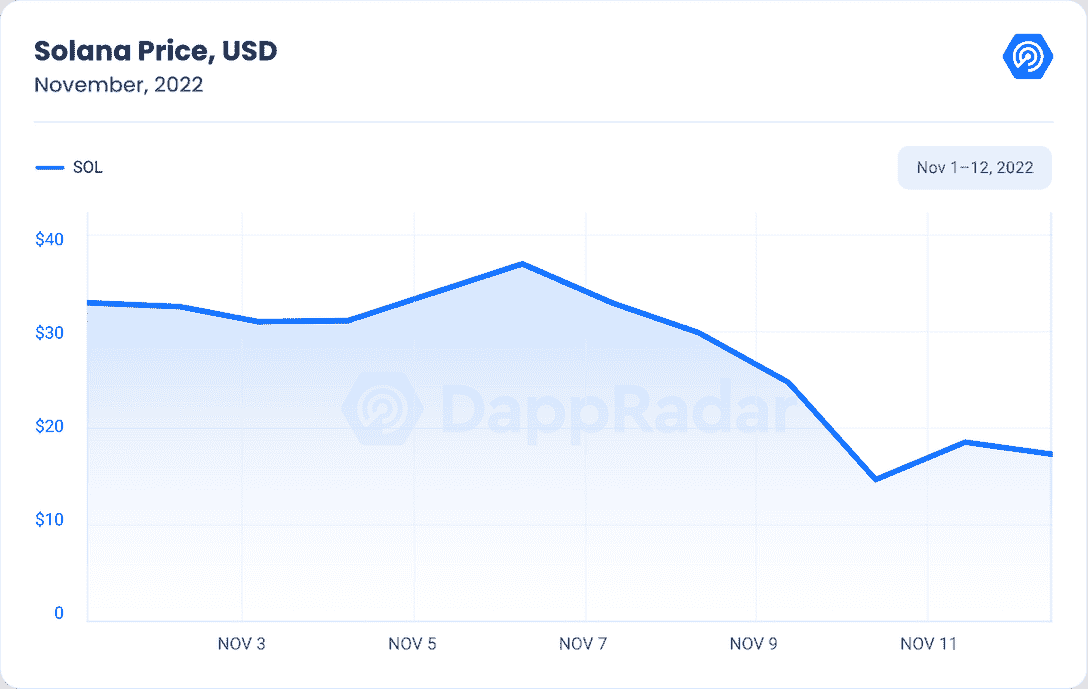 Solana Price, USD
November, 2022
SOL
Nov 1–12, 2022
$40
$30
$20
$10
0
DappRadar
NOV 3
NOV 5
NOV 7
NOV 9
NOV 11